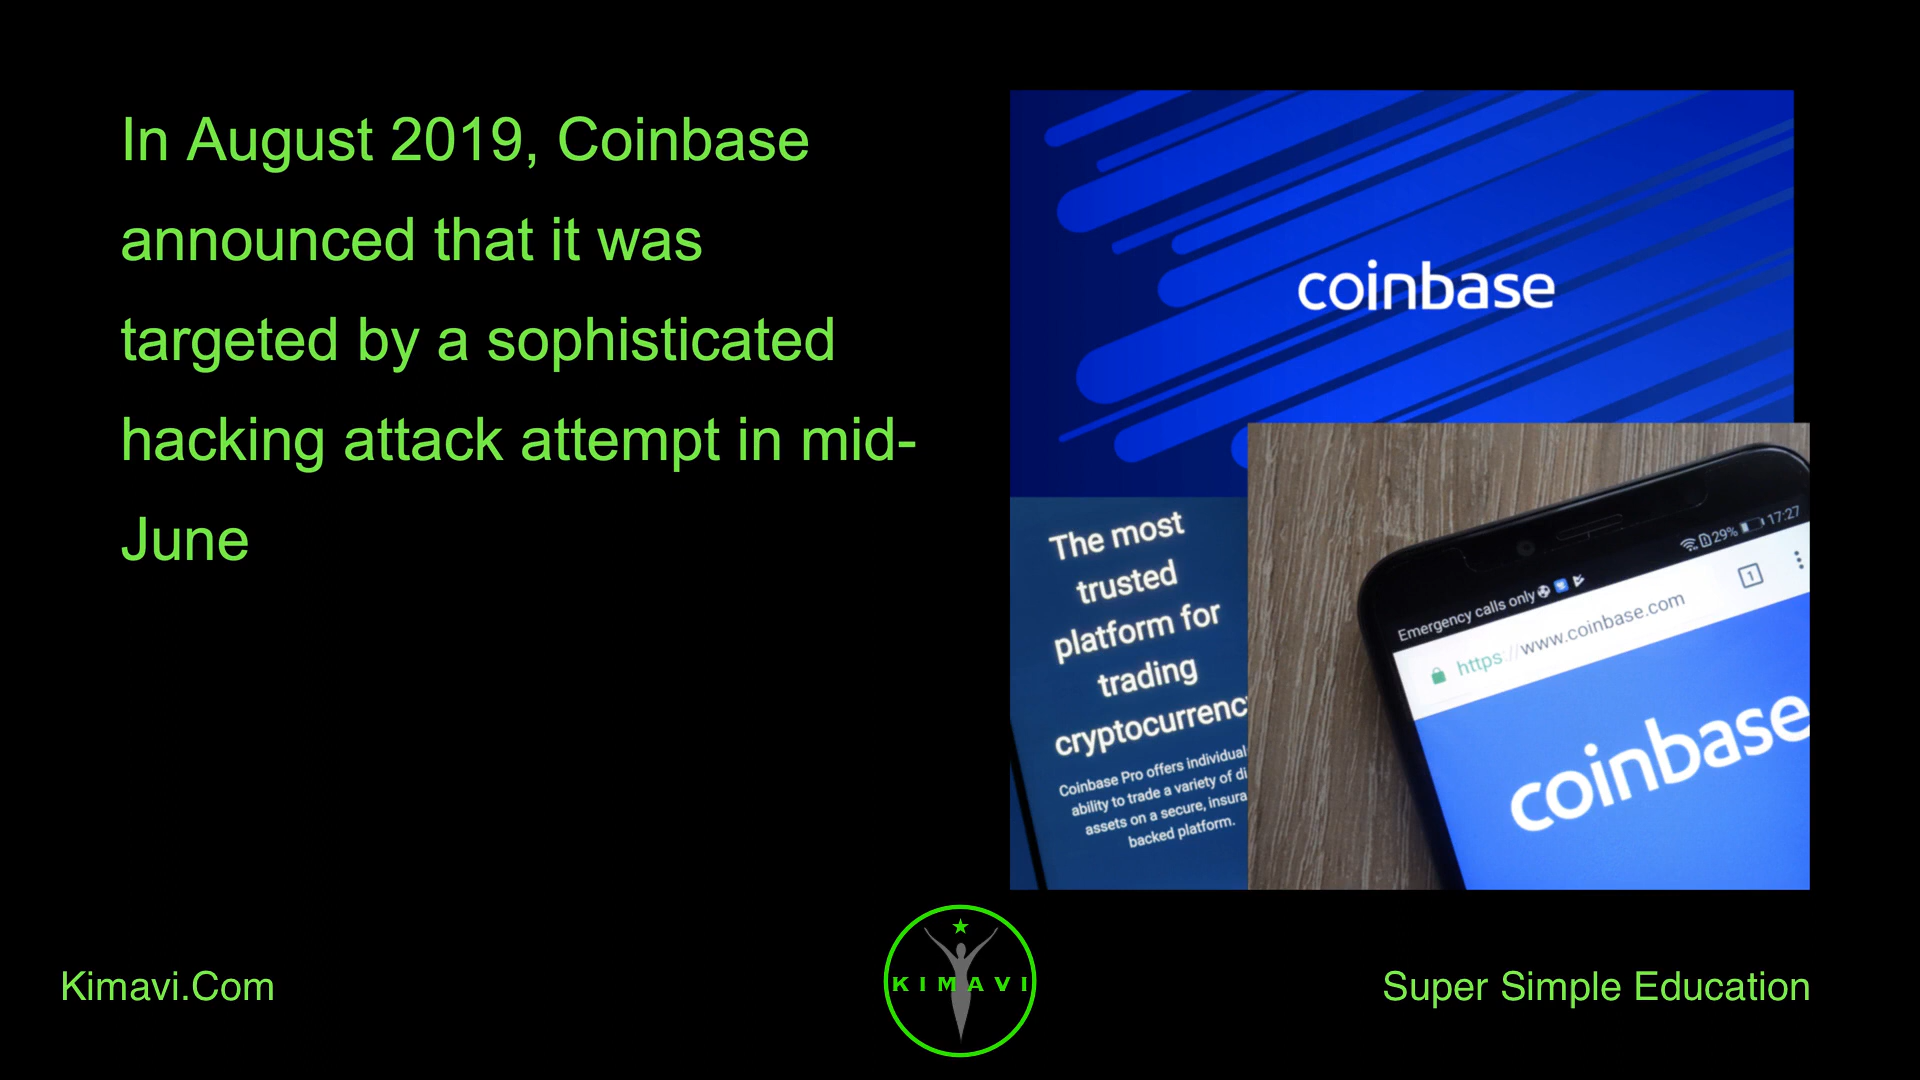 In August 2019, Coinbase
announced that it was
targeted by a sophisticated
hacking attack attempt in mid-
June
coinbase
The most
trusted
platform for
trading
Coinbase Pro offers
ability to trade a variety of
assets on a secure,
backed platform.
Emergency calls only
29% 17:27
https://www.coinbase.com
1
coinbase
Kimavi.Com
KIMAVI
Super Simple Education